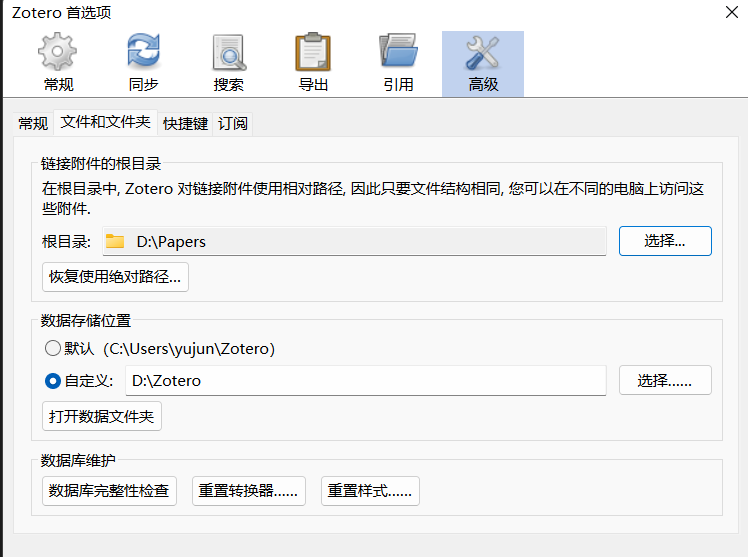 Zotero 首选项
常规 同步 搜索 导出 引用 高级
常规 文件和文件夹 快捷键 订阅
链接附件的根目录
在根目录中, Zotero 对链接附件使用相对路径, 因此只要文件结构相同, 您可以在不同的电脑上访问这
些附件.
根目录: D:\Papers 选择...
恢复使用绝对路径...
数据存储位置
默认（C:\Users\yujun\Zotero）
自定义: D:\Zotero 选择......
打开数据文件夹
数据库维护
数据库完整性检查 重置转换器...... 重置样式......